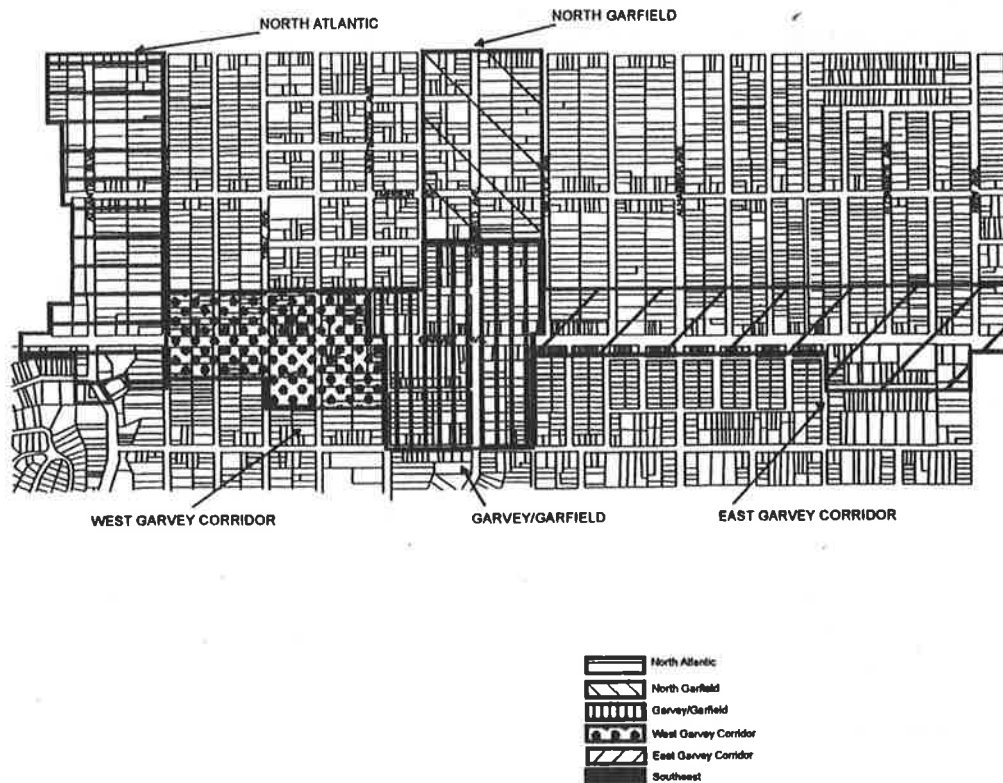 NORTH ATLANTIC
NORTH GARFIELD
WEST GARVEY CORRIDOR
GARVEY/GARFIELD
EAST GARVEY CORRIDOR
North Atlantic
North Garfield
Garvey/Garfield
West Garvey Corridor
East Garvey Corridor
Southeast